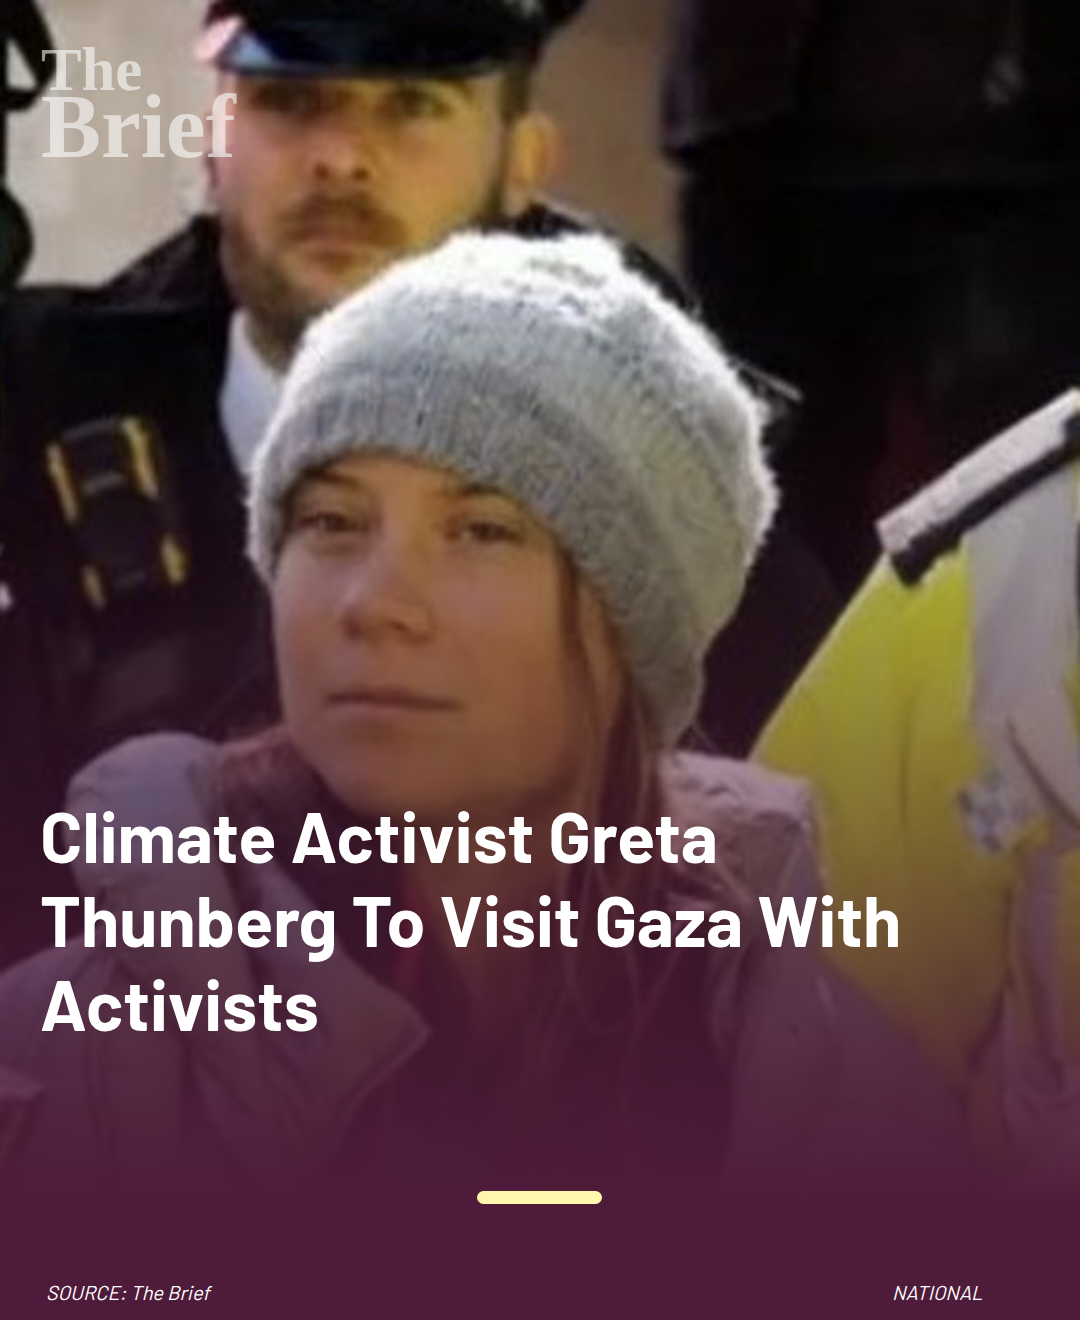 The
Brief
Climate Activist Greta
Thunberg To Visit Gaza With
Activists
SOURCE: The Brief
NATIONAL